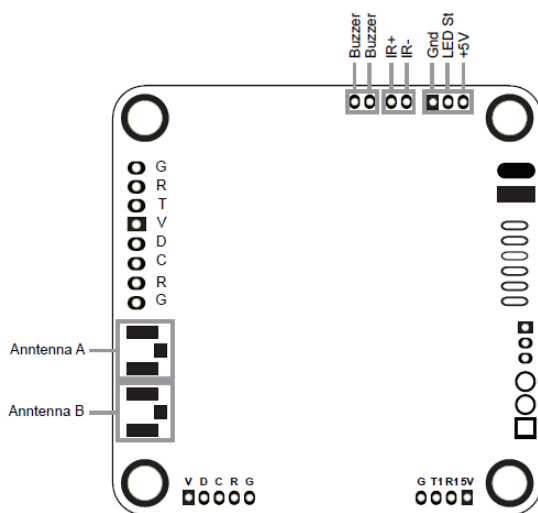 Buzzer
Buzzer
IR+
IR-
Gnd
LED St
+5V
G
R
T
V
D
C
R
G
Anntenna A
Anntenna B
V D C R G
G T1 R1 5V